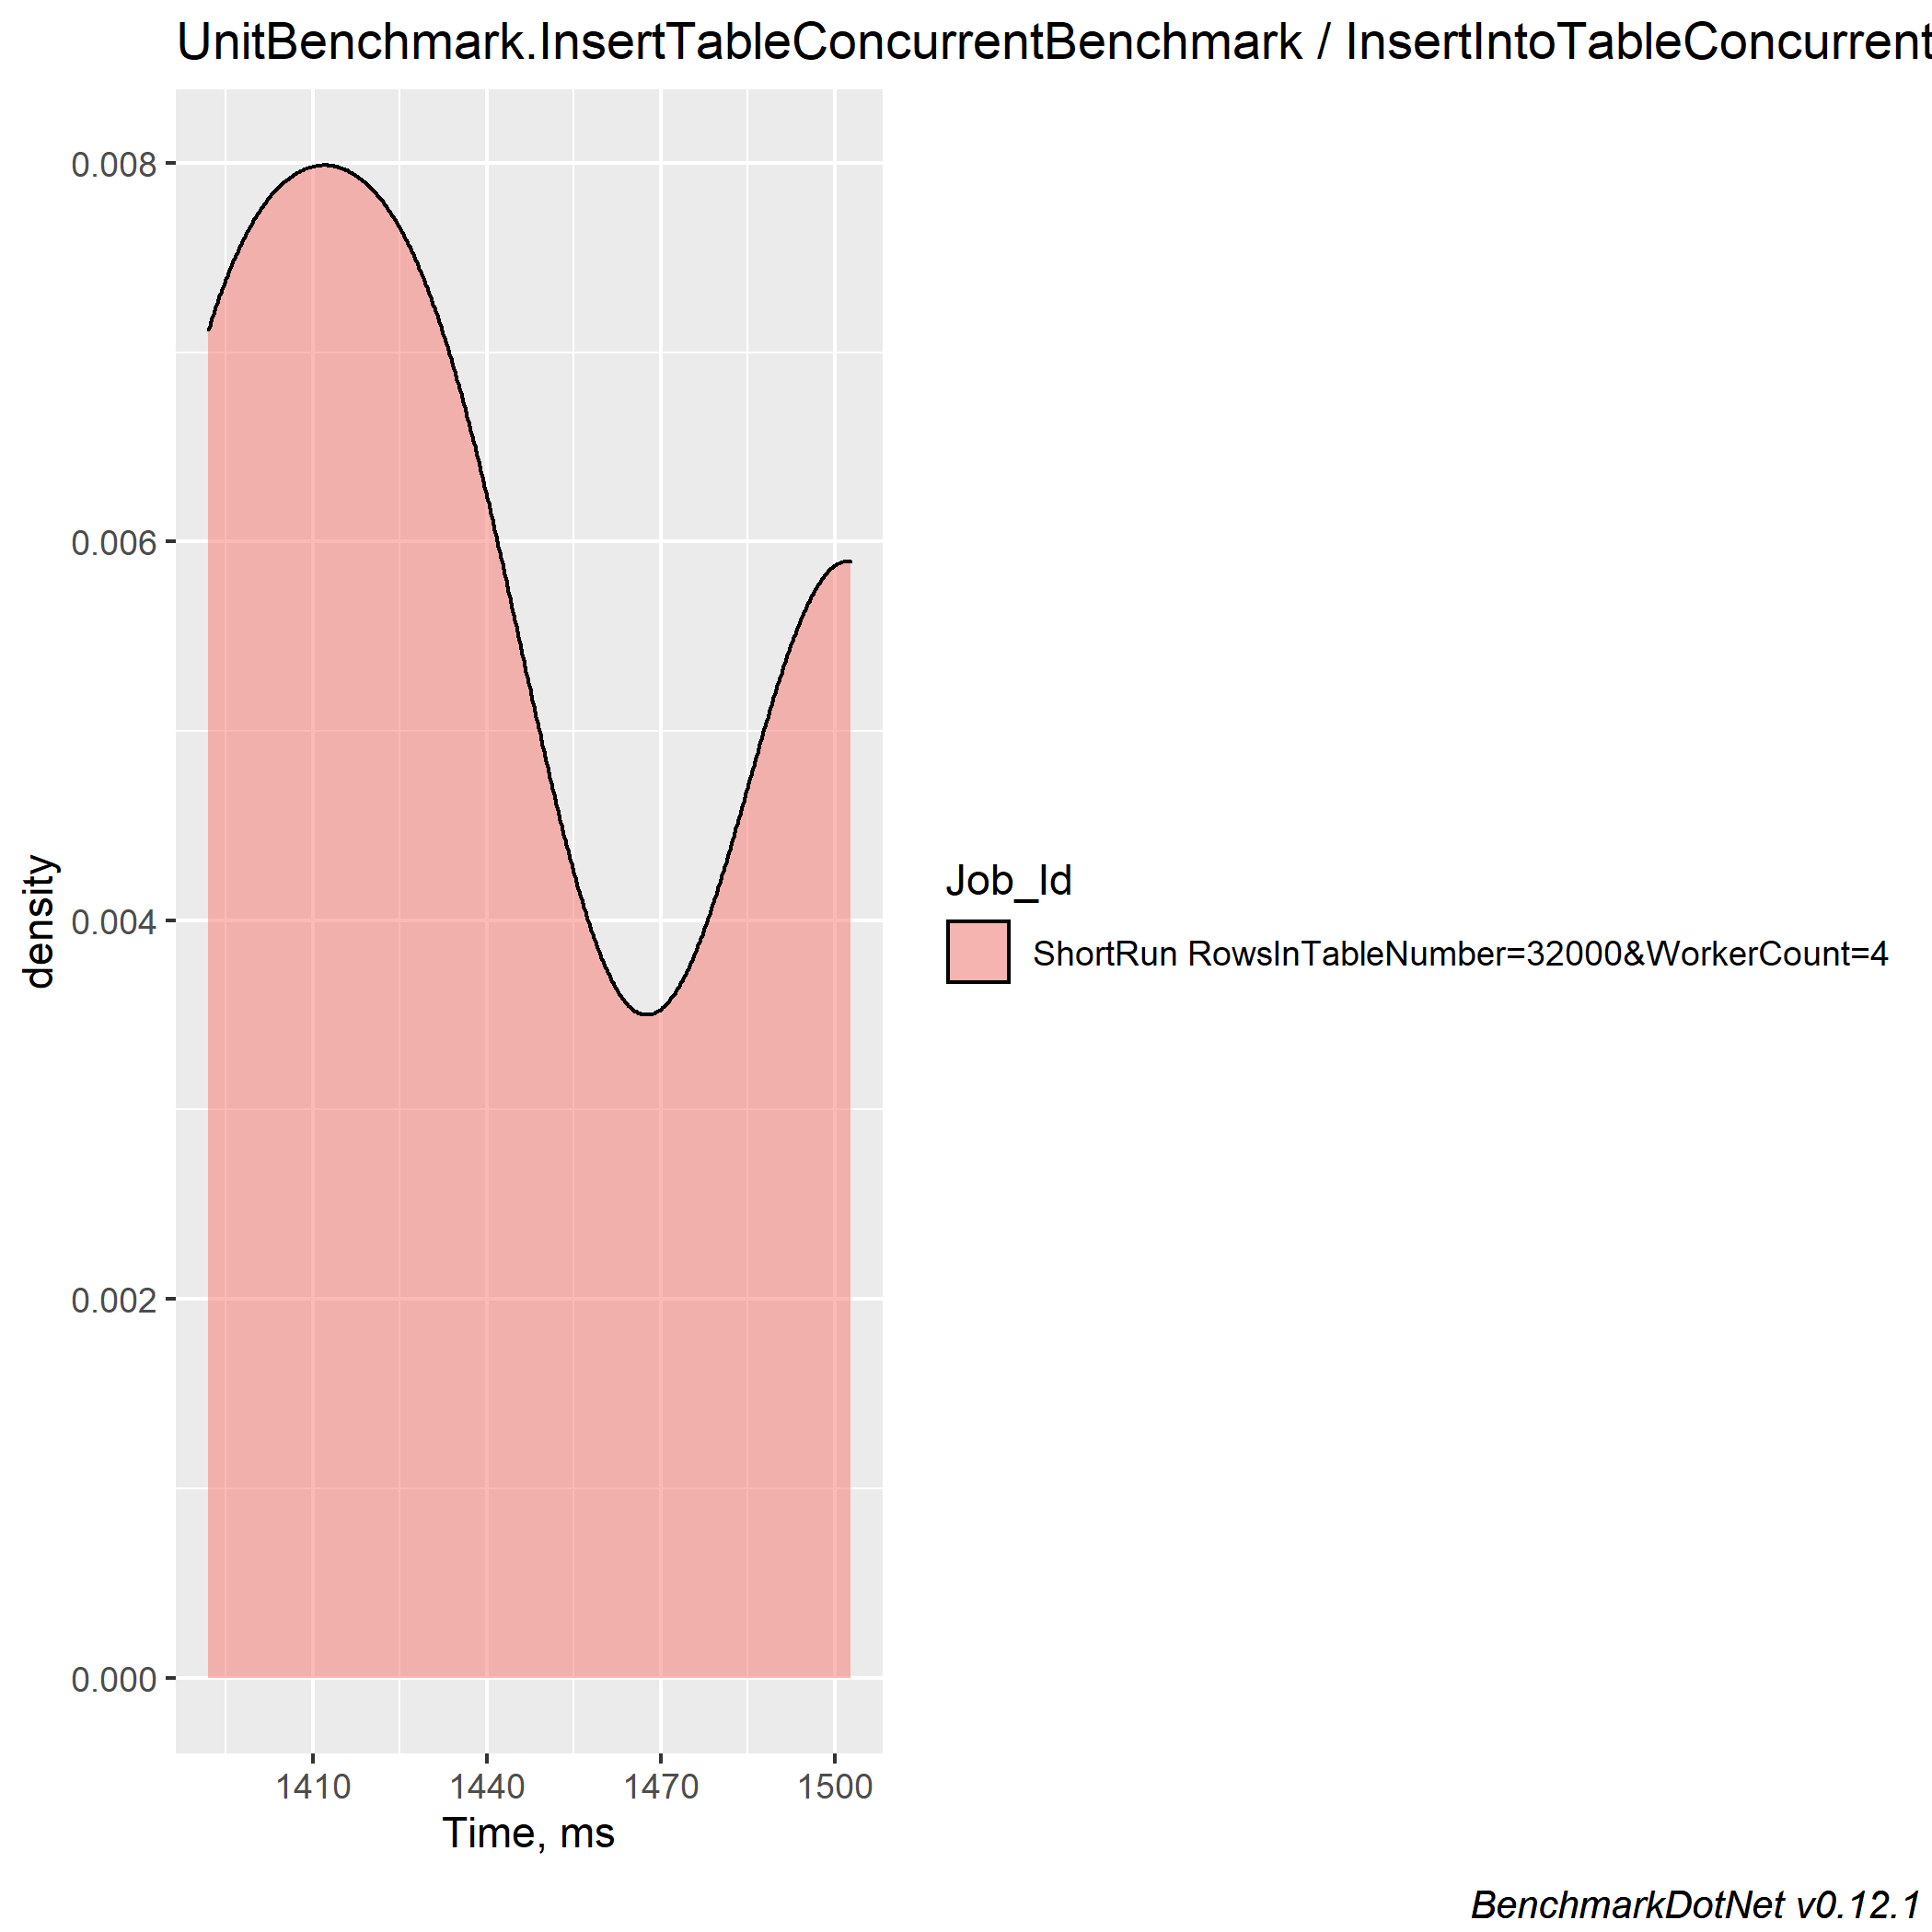 UnitBenchmark.InsertTableConcurrentBenchmark / InsertIntoTableConcurrent
0.008
0.006
0.004
0.002
0.000
density
1410 1440 1470 1500
Time, ms
Job_Id
ShortRun RowsInTableNumber=32000&WorkerCount=4
BenchmarkDotNet v0.12.1